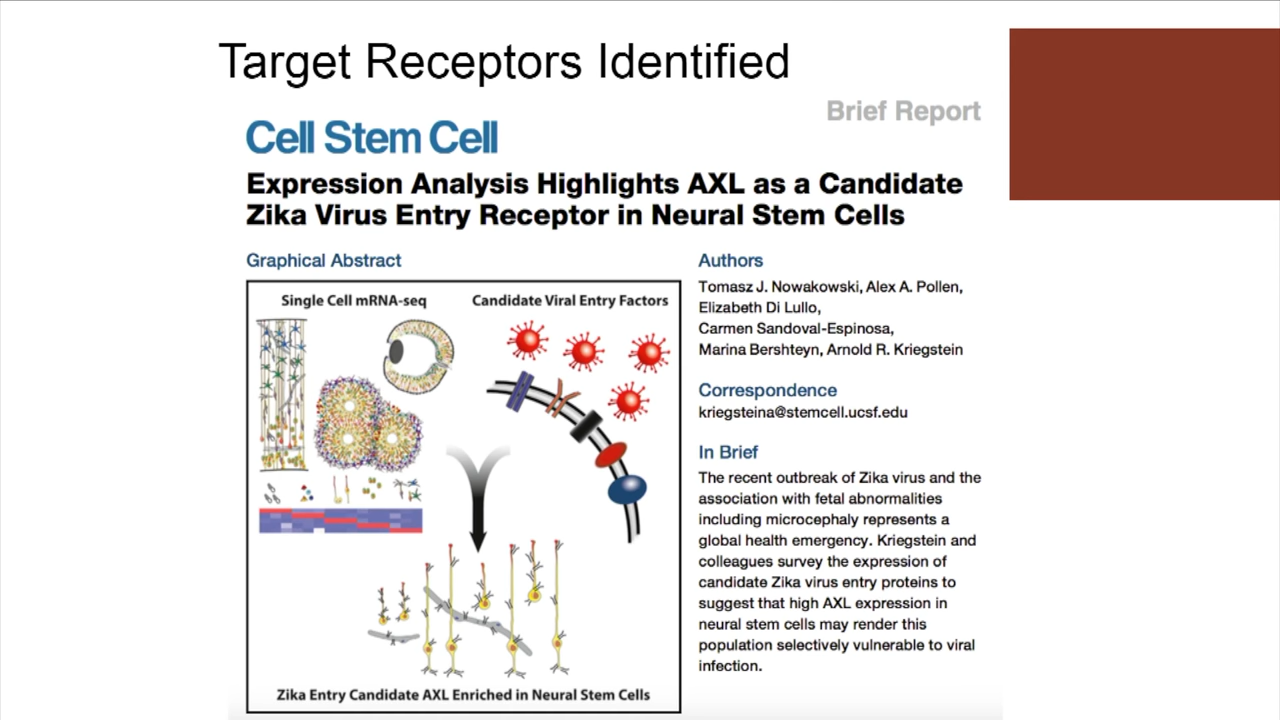 Target Receptors Identified
Brief Report
Cell Stem Cell
Expression Analysis Highlights AXL as a Candidate
Zika Virus Entry Receptor in Neural Stem Cells
Graphical Abstract
Single Cell mRNA-seq
Candidate Viral Entry Factors
Zika Entry Candidate AXL Enriched in Neural Stem Cells
Authors
Tomasz J. Nowakowski, Alex A. Pollen,
Elizabeth Di Lullo,
Carmen Sandoval-Espinosa,
Marina Bershteyn, Arnold R. Kriegstein
Correspondence
kriegsteina@stemcell.ucsf.edu
In Brief
The recent outbreak of Zika virus and the
association with fetal abnormalities
including microcephaly represents a
global health emergency. Kriegstein and
colleagues survey the expression of
candidate Zika virus entry proteins to
suggest that high AXL expression in
neural stem cells may render this
population selectively vulnerable to viral
infection.